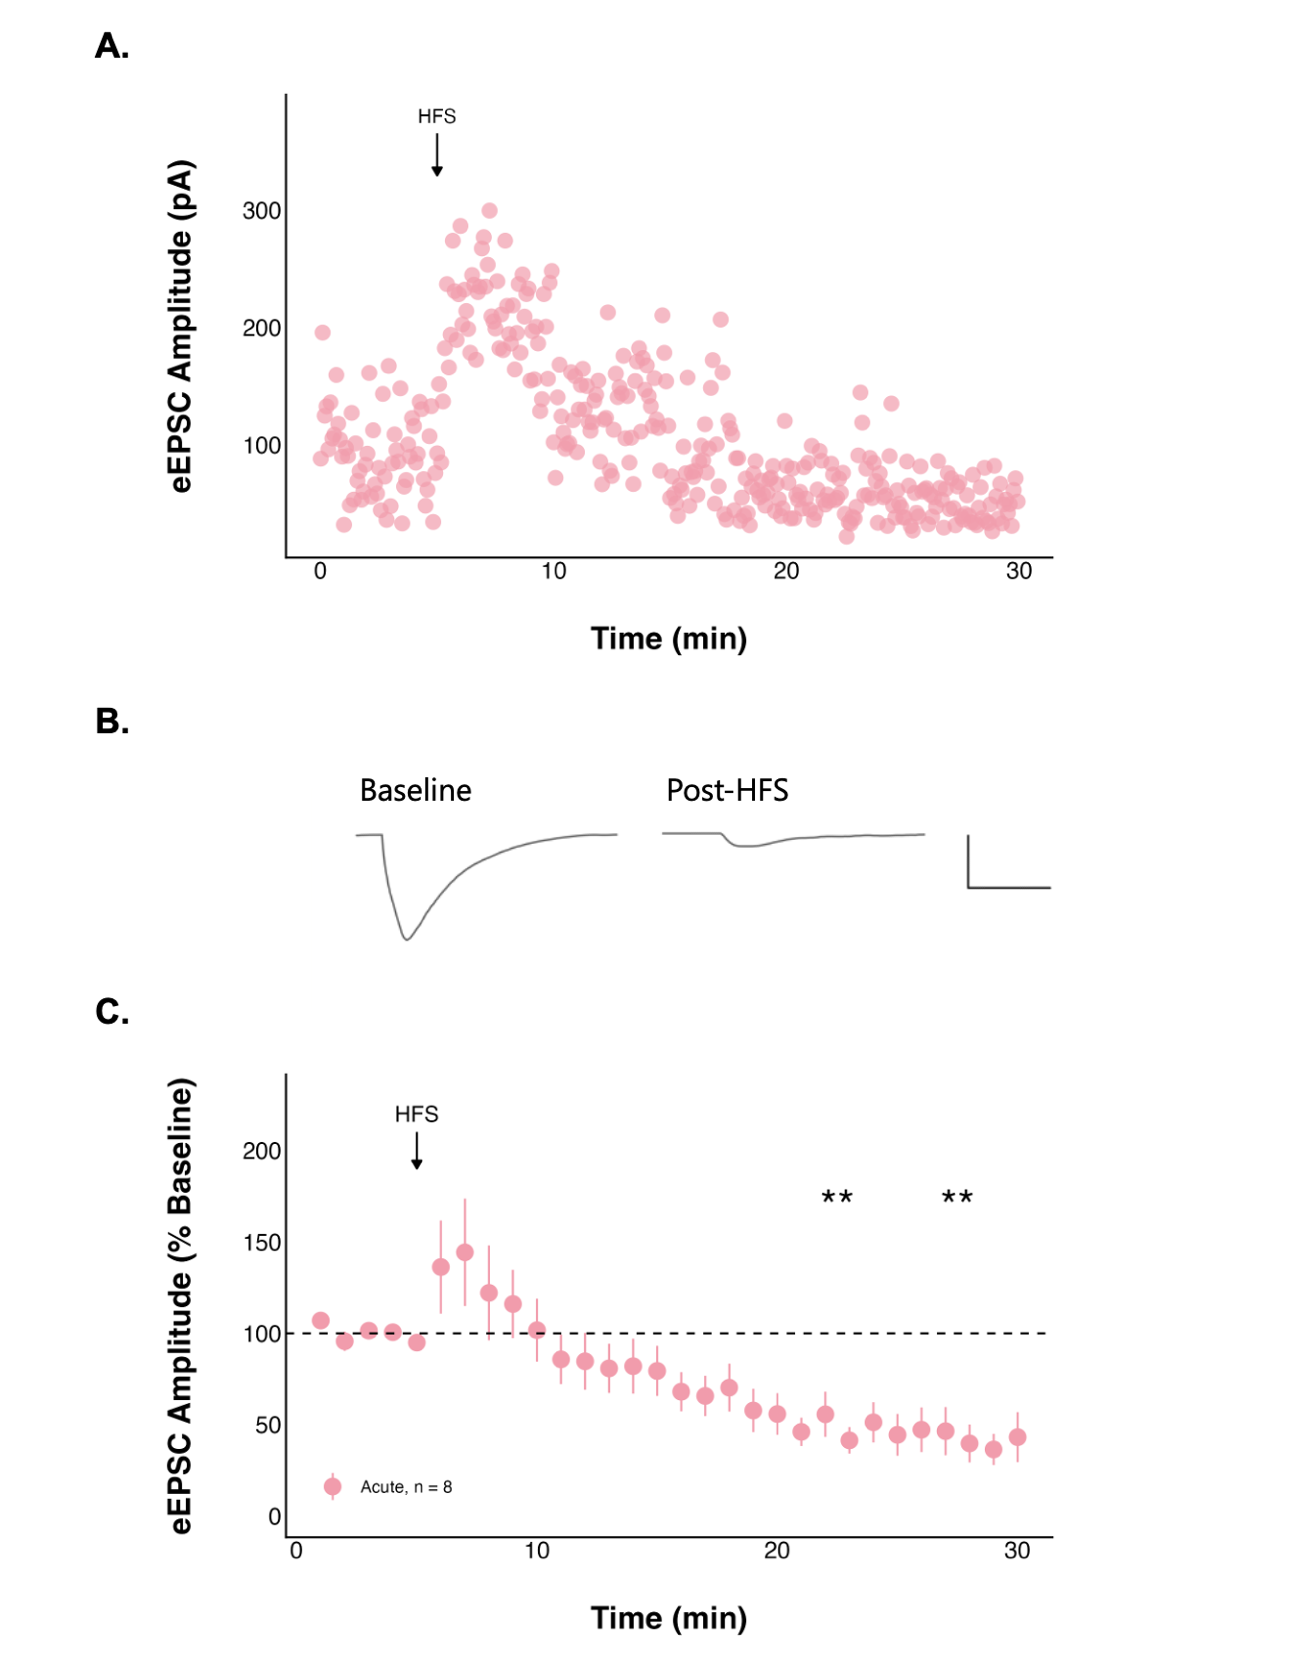 A.
HFS
eEPSC Amplitude (pA)
300
200
100
0 10 20 30
Time (min)
B.
Baseline Post-HFS
C.
eEPSC Amplitude (% Baseline)
HFS
200
** **
150
100
50
Acute, n = 8
0
0 10 20 30
Time (min)